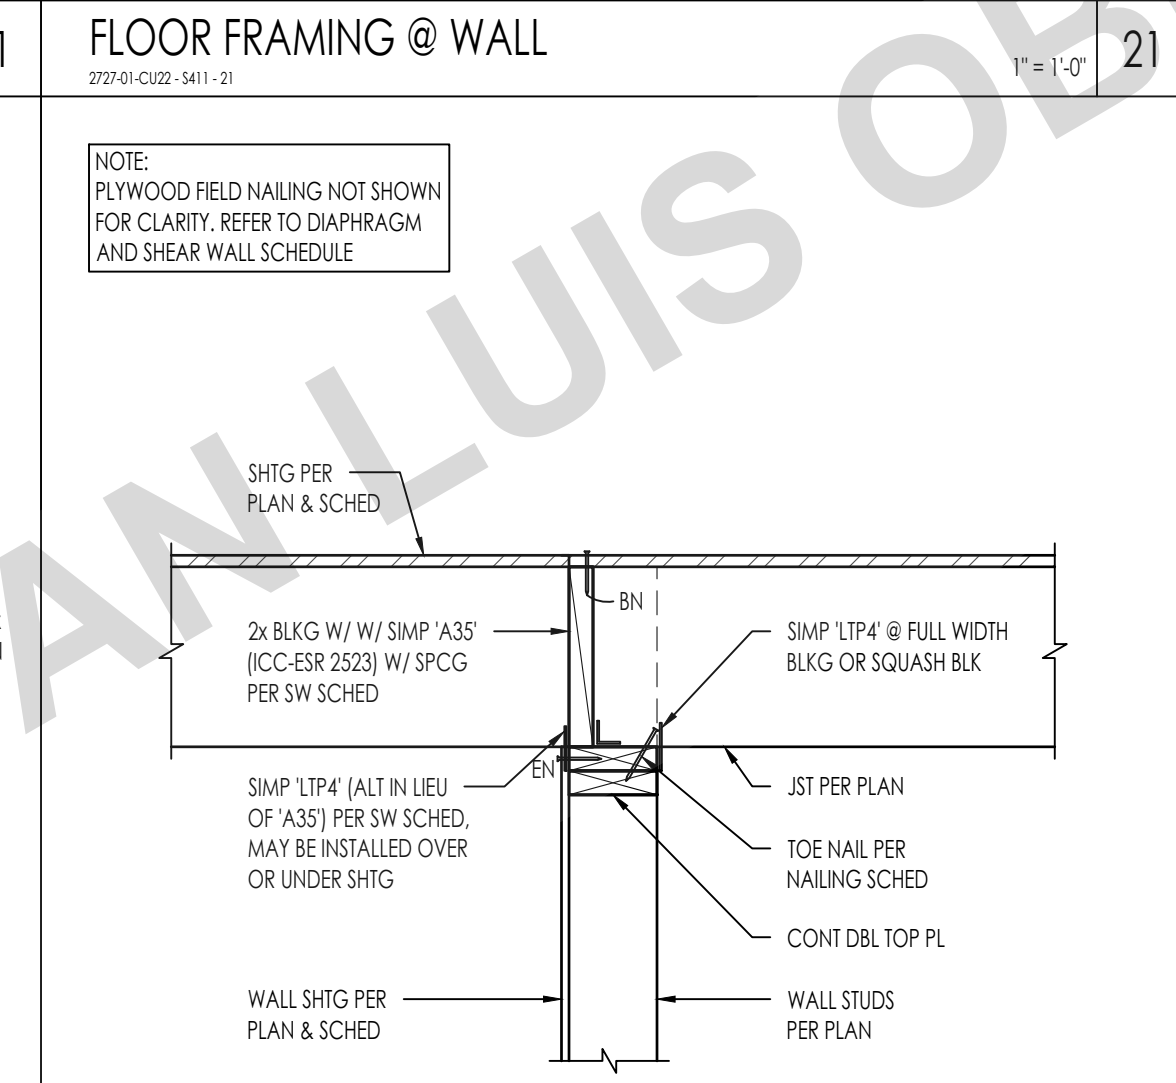 FLOOR FRAMING @ WALL
2727-01-CU22 - S411 - 21
1" = 1'-0"
21
NOTE:
PLYWOOD FIELD NAILING NOT SHOWN
FOR CLARITY. REFER TO DIAPHRAGM
AND SHEAR WALL SCHEDULE
SHTG PER
PLAN & SCHED
BN
2x BLKG W/ W/ SIMP 'A35'
(ICC-ESR 2523) W/ SPCG
PER SW SCHED
SIMP 'LTP4' @ FULL WIDTH
BLKG OR SQUASH BLK
EN
SIMP 'LTP4' (ALT IN LIEU
OF 'A35') PER SW SCHED,
MAY BE INSTALLED OVER
OR UNDER SHTG
JST PER PLAN
TOE NAIL PER
NAILING SCHED
CONT DBL TOP PL
WALL SHTG PER
PLAN & SCHED
WALL STUDS
PER PLAN
AN LUIS OB